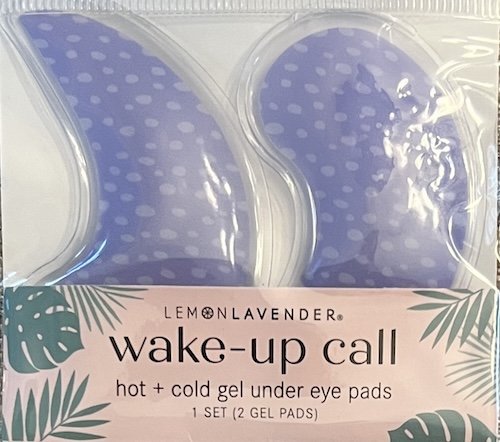 LEMONLAVENDER®
wake-up call
hot + cold gel under eye pads
1 SET (2 GEL PADS)